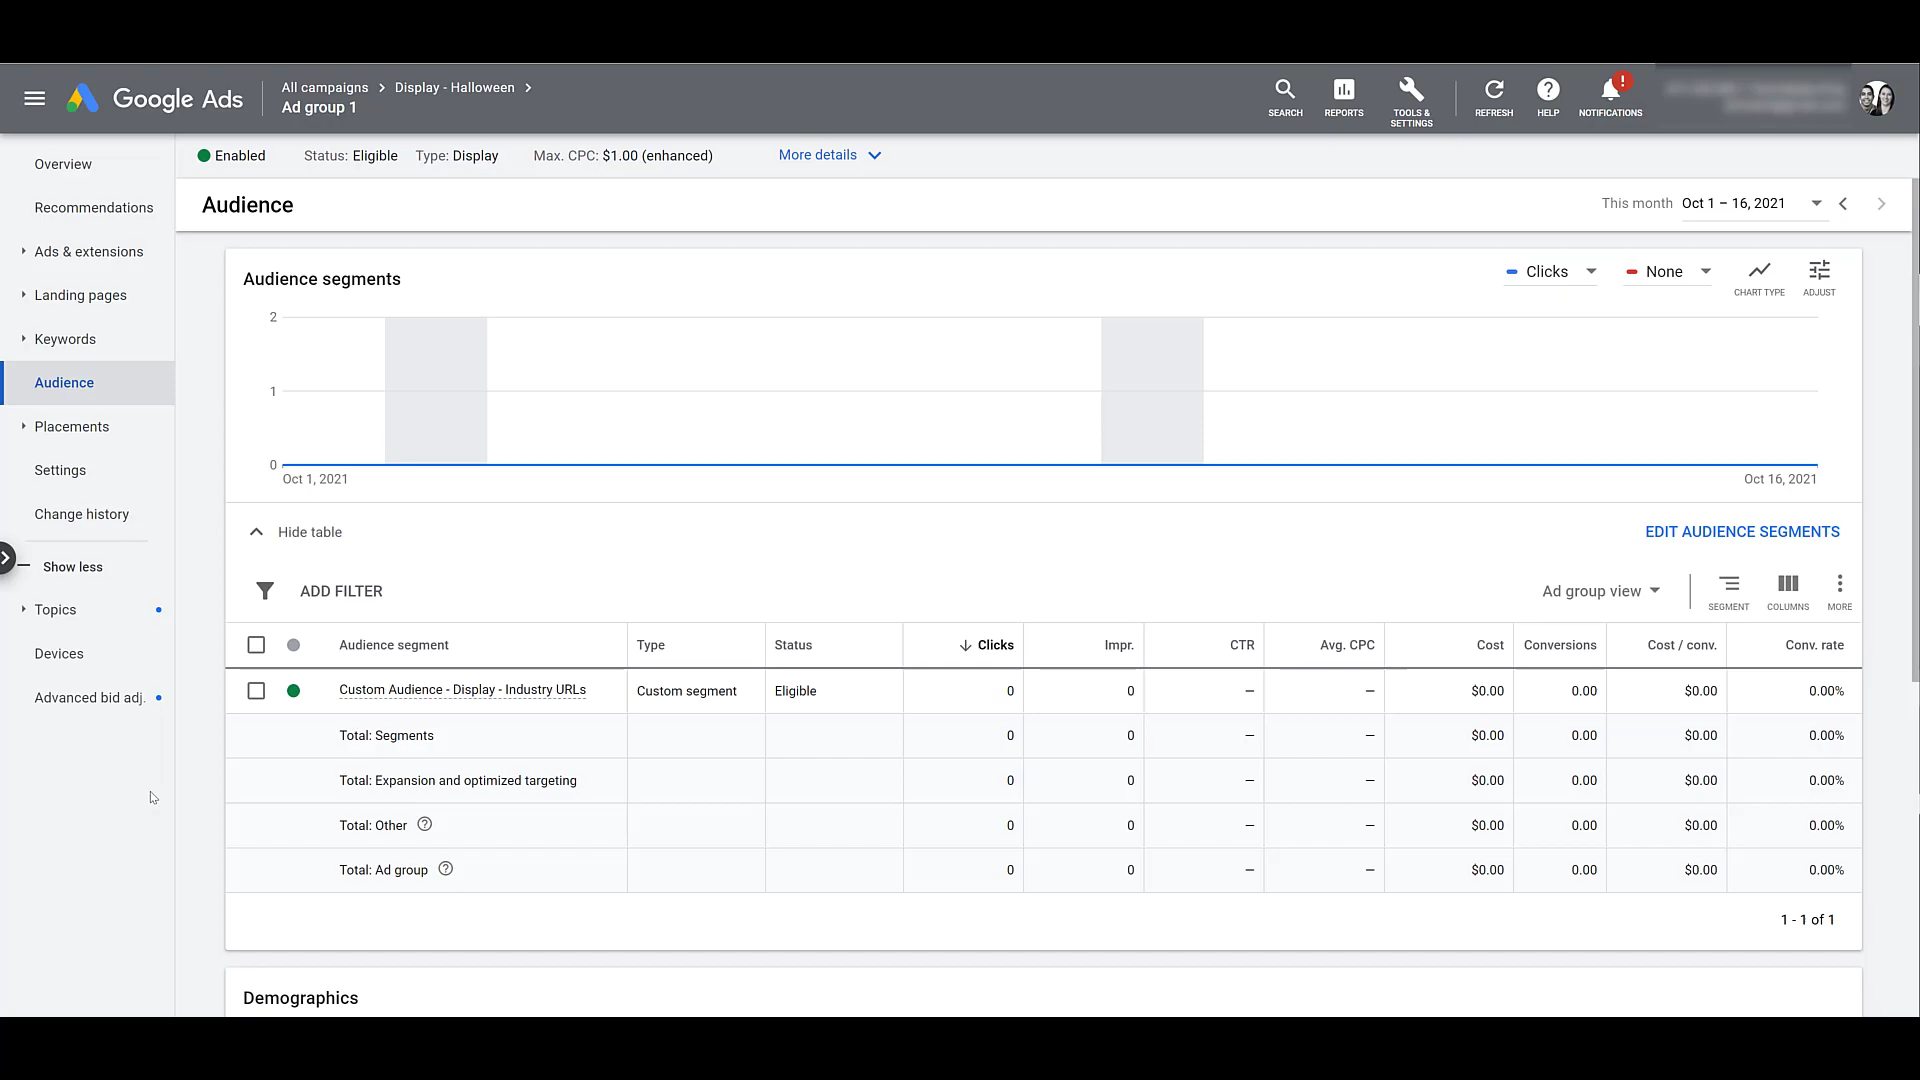 Google Ads
All campaigns > Display - Halloween >
Ad group 1
SEARCH
REPORTS
TOOLS & SETTINGS
REFRESH
HELP
NOTIFICATIONS
Enabled Status: Eligible Type: Display Max. CPC: $1.00 (enhanced) More details
Overview
Recommendations
Ads & extensions
Landing pages
Keywords
Audience
Placements
Settings
Change history
Show less
Topics
Devices
Advanced bid adj.
Audience
This month Oct 1 – 16, 2021
Audience segments
Clicks
None
CHART TYPE
ADJUST
2
1
0
Oct 1, 2021
Oct 16, 2021
Hide table
EDIT AUDIENCE SEGMENTS
ADD FILTER
Ad group view
SEGMENT
COLUMNS
MORE
Audience segment Type Status Clicks Impr. CTR Avg. CPC Cost Conversions Cost / conv. Conv. rate
Custom Audience - Display - Industry URLs Custom segment Eligible 0 0 – – $0.00 0.00 $0.00 0.00%
Total: Segments 0 0 – – $0.00 0.00 $0.00 0.00%
Total: Expansion and optimized targeting 0 0 – – $0.00 0.00 $0.00 0.00%
Total: Other 0 0 – – $0.00 0.00 $0.00 0.00%
Total: Ad group 0 0 – – $0.00 0.00 $0.00 0.00%
1 - 1 of 1
Demographics